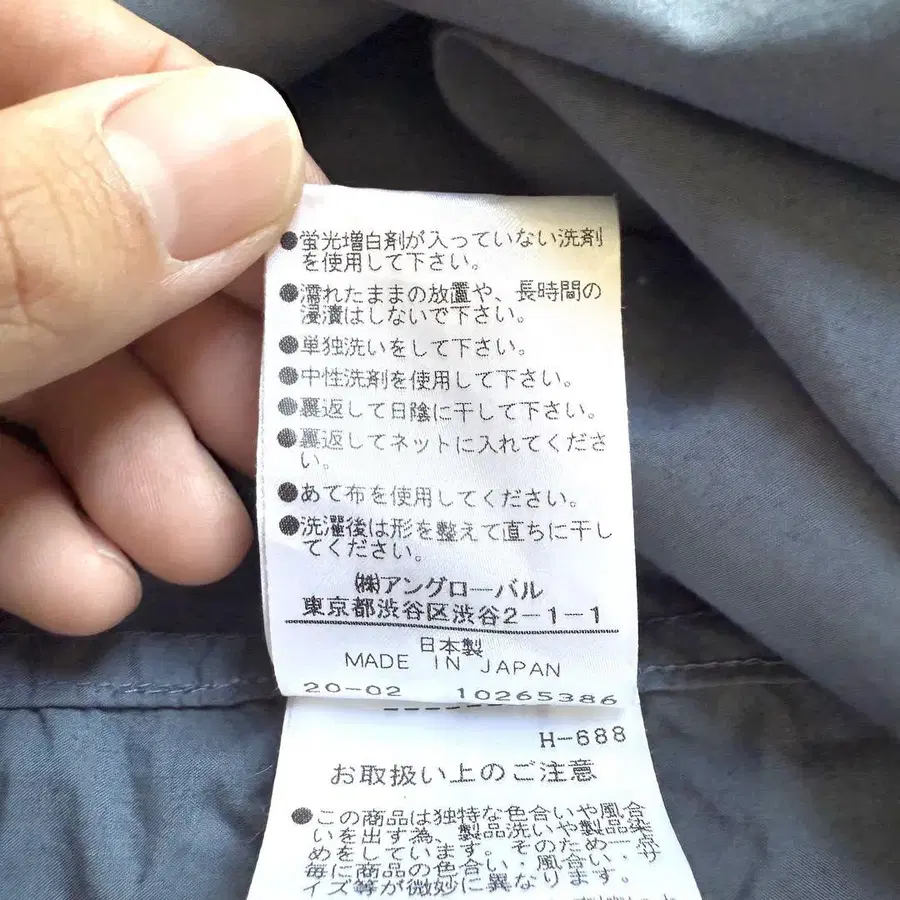 ●蛍光増白剤が入っていない洗剤
を使用して下さい。
●濡れたままの放置や、長時間の
浸漬はしないで下さい。
●単独洗いをして下さい。
●中性洗剤を使用して下さい。
●裏返して日陰に干して下さい。
●裏返してネットに入れてくださ
い。
●あて布を使用してください。
●洗濯後は形を整えて直ちに干し
てください。
㈱アングローバル
東京都渋谷区渋谷2-1-1
日本製
MADE IN JAPAN
20-02 10265386
H-688
お取扱い上のご注意
●この商品は独特な色合いや風合
いを出す為、製品洗いや製品染
めをしています。そのため一点
毎に商品の色合い・風合い・サ
イズ等が微妙に異なります。